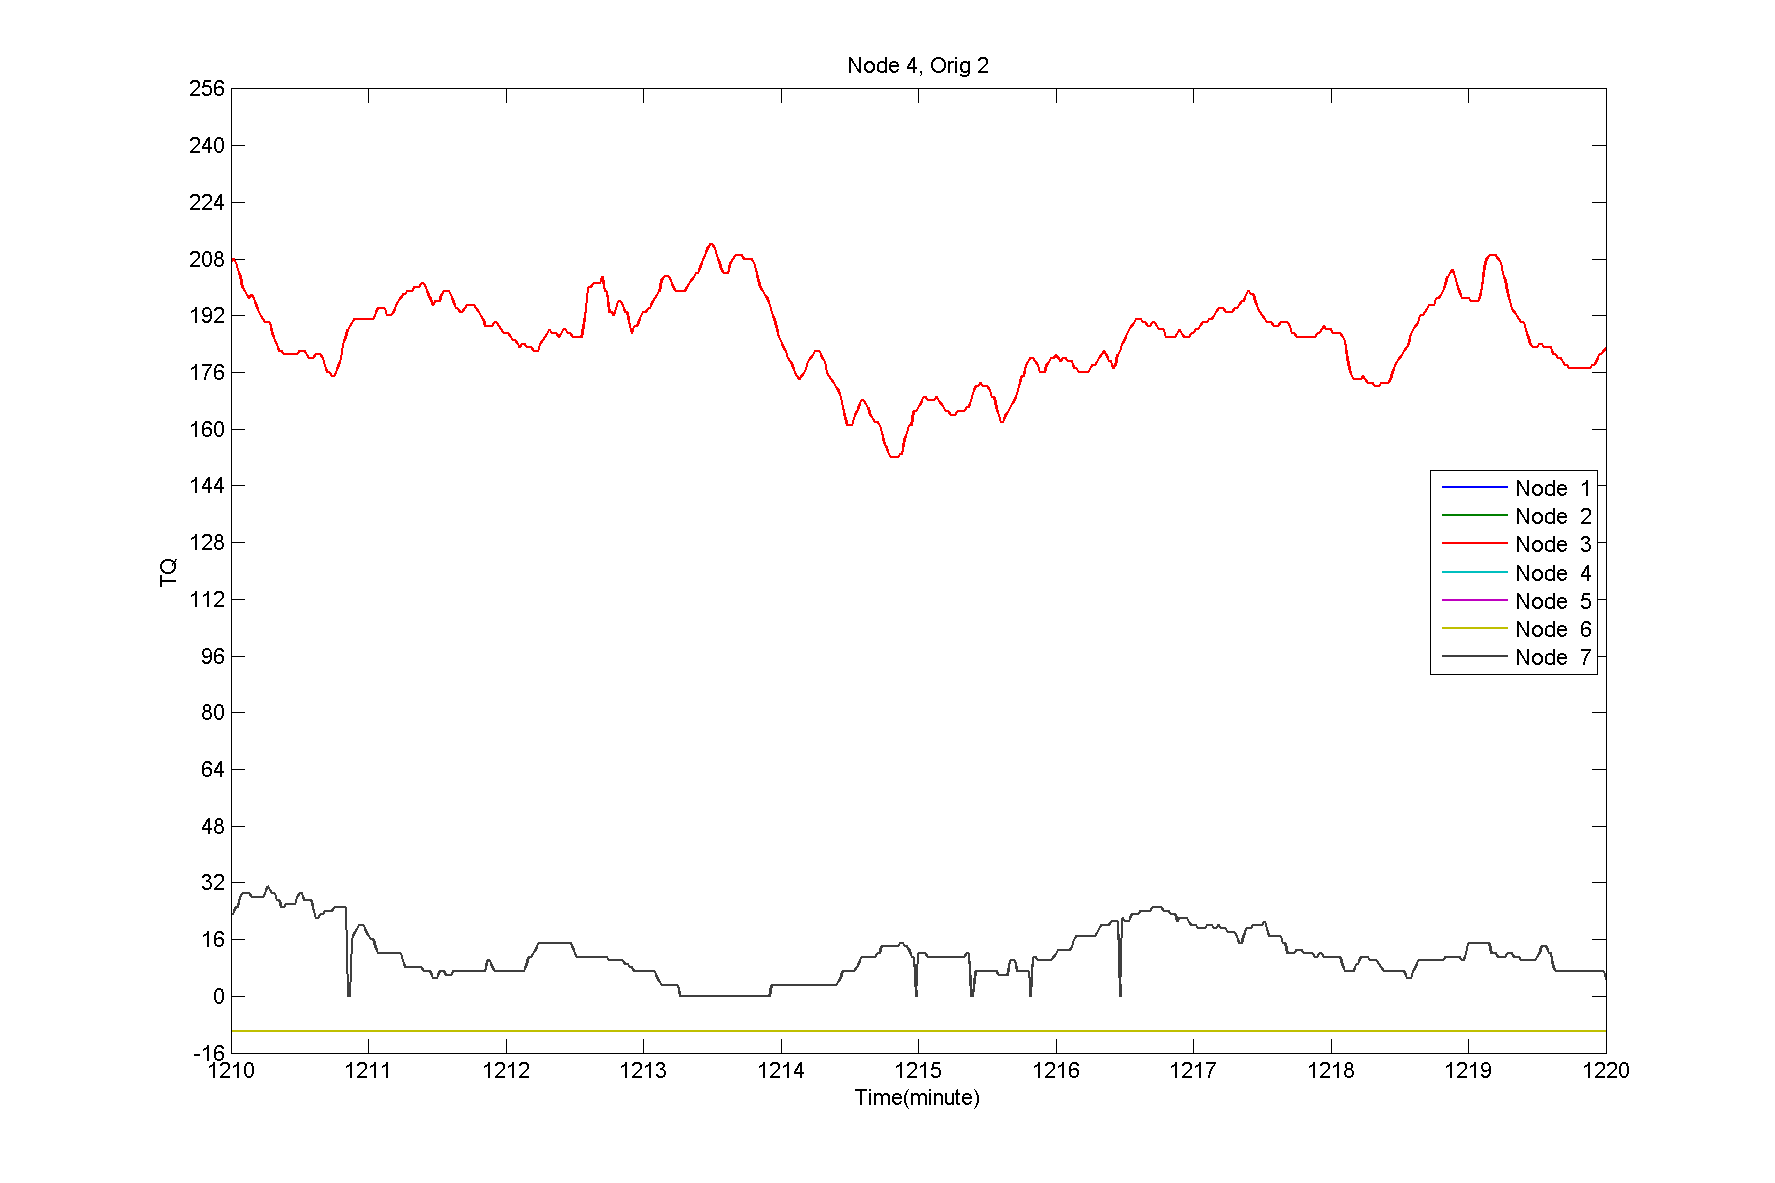 Node 4, Orig 2
256
240
224
208
192
176
160
144
128
112
96
80
64
48
32
16
0
-16
TQ
Node 1
Node 2
Node 3
Node 4
Node 5
Node 6
Node 7
1210 1211 1212 1213 1214 1215 1216 1217 1218 1219 1220
Time(minute)